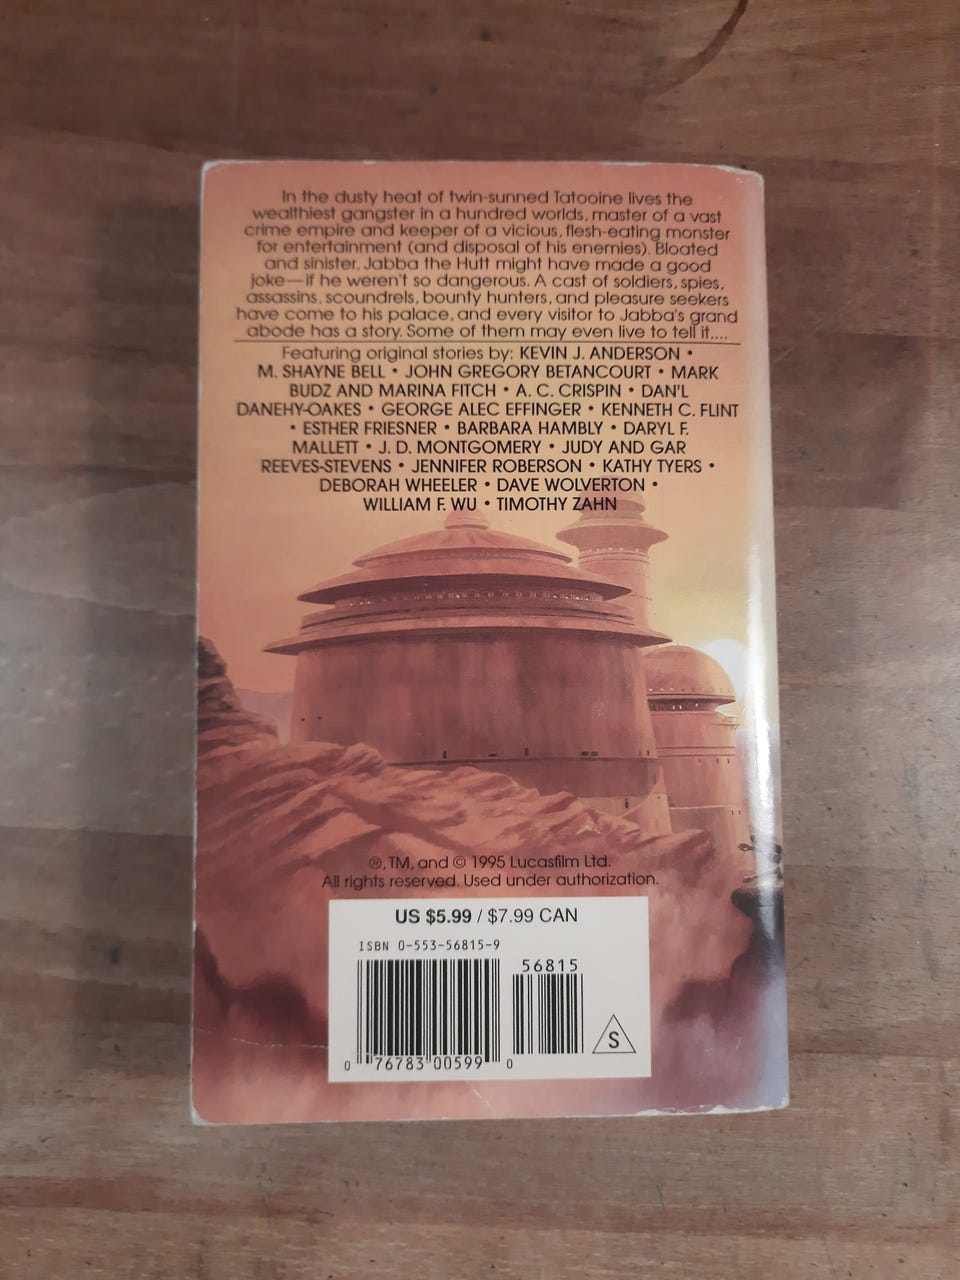 In the dusty heat of twin-sunned Tatooine lives the
wealthiest gangster in a hundred worlds, master of a vast
crime empire and keeper of a vicious, flesh-eating monster
for entertainment (and disposal of his enemies). Bloated
and sinister, Jabba the Hutt might have made a good
joke—if he weren't so dangerous. A cast of soldiers, spies,
assassins, scoundrels, bounty hunters, and pleasure seekers
have come to his palace, and every visitor to Jabba's grand
abode has a story. Some of them may even live to tell it....
Featuring original stories by: KEVIN J. ANDERSON •
M. SHAYNE BELL • JOHN GREGORY BETANCOURT • MARK
BUDZ AND MARINA FITCH • A. C. CRISPIN • DAN'L
DANEHY-OAKES • GEORGE ALEC EFFINGER • KENNETH C. FLINT
• ESTHER FRIESNER • BARBARA HAMBLY • DARYL F.
MALLETT • J. D. MONTGOMERY • JUDY AND GAR
REEVES-STEVENS • JENNIFER ROBERSON • KATHY TYERS •
DEBORAH WHEELER • DAVE WOLVERTON •
WILLIAM F. WU • TIMOTHY ZAHN
®, TM, and © 1995 Lucasfilm Ltd.
All rights reserved. Used under authorization.
US $5.99 / $7.99 CAN
ISBN 0-553-56815-9
56815
S
0 76783 00599 0